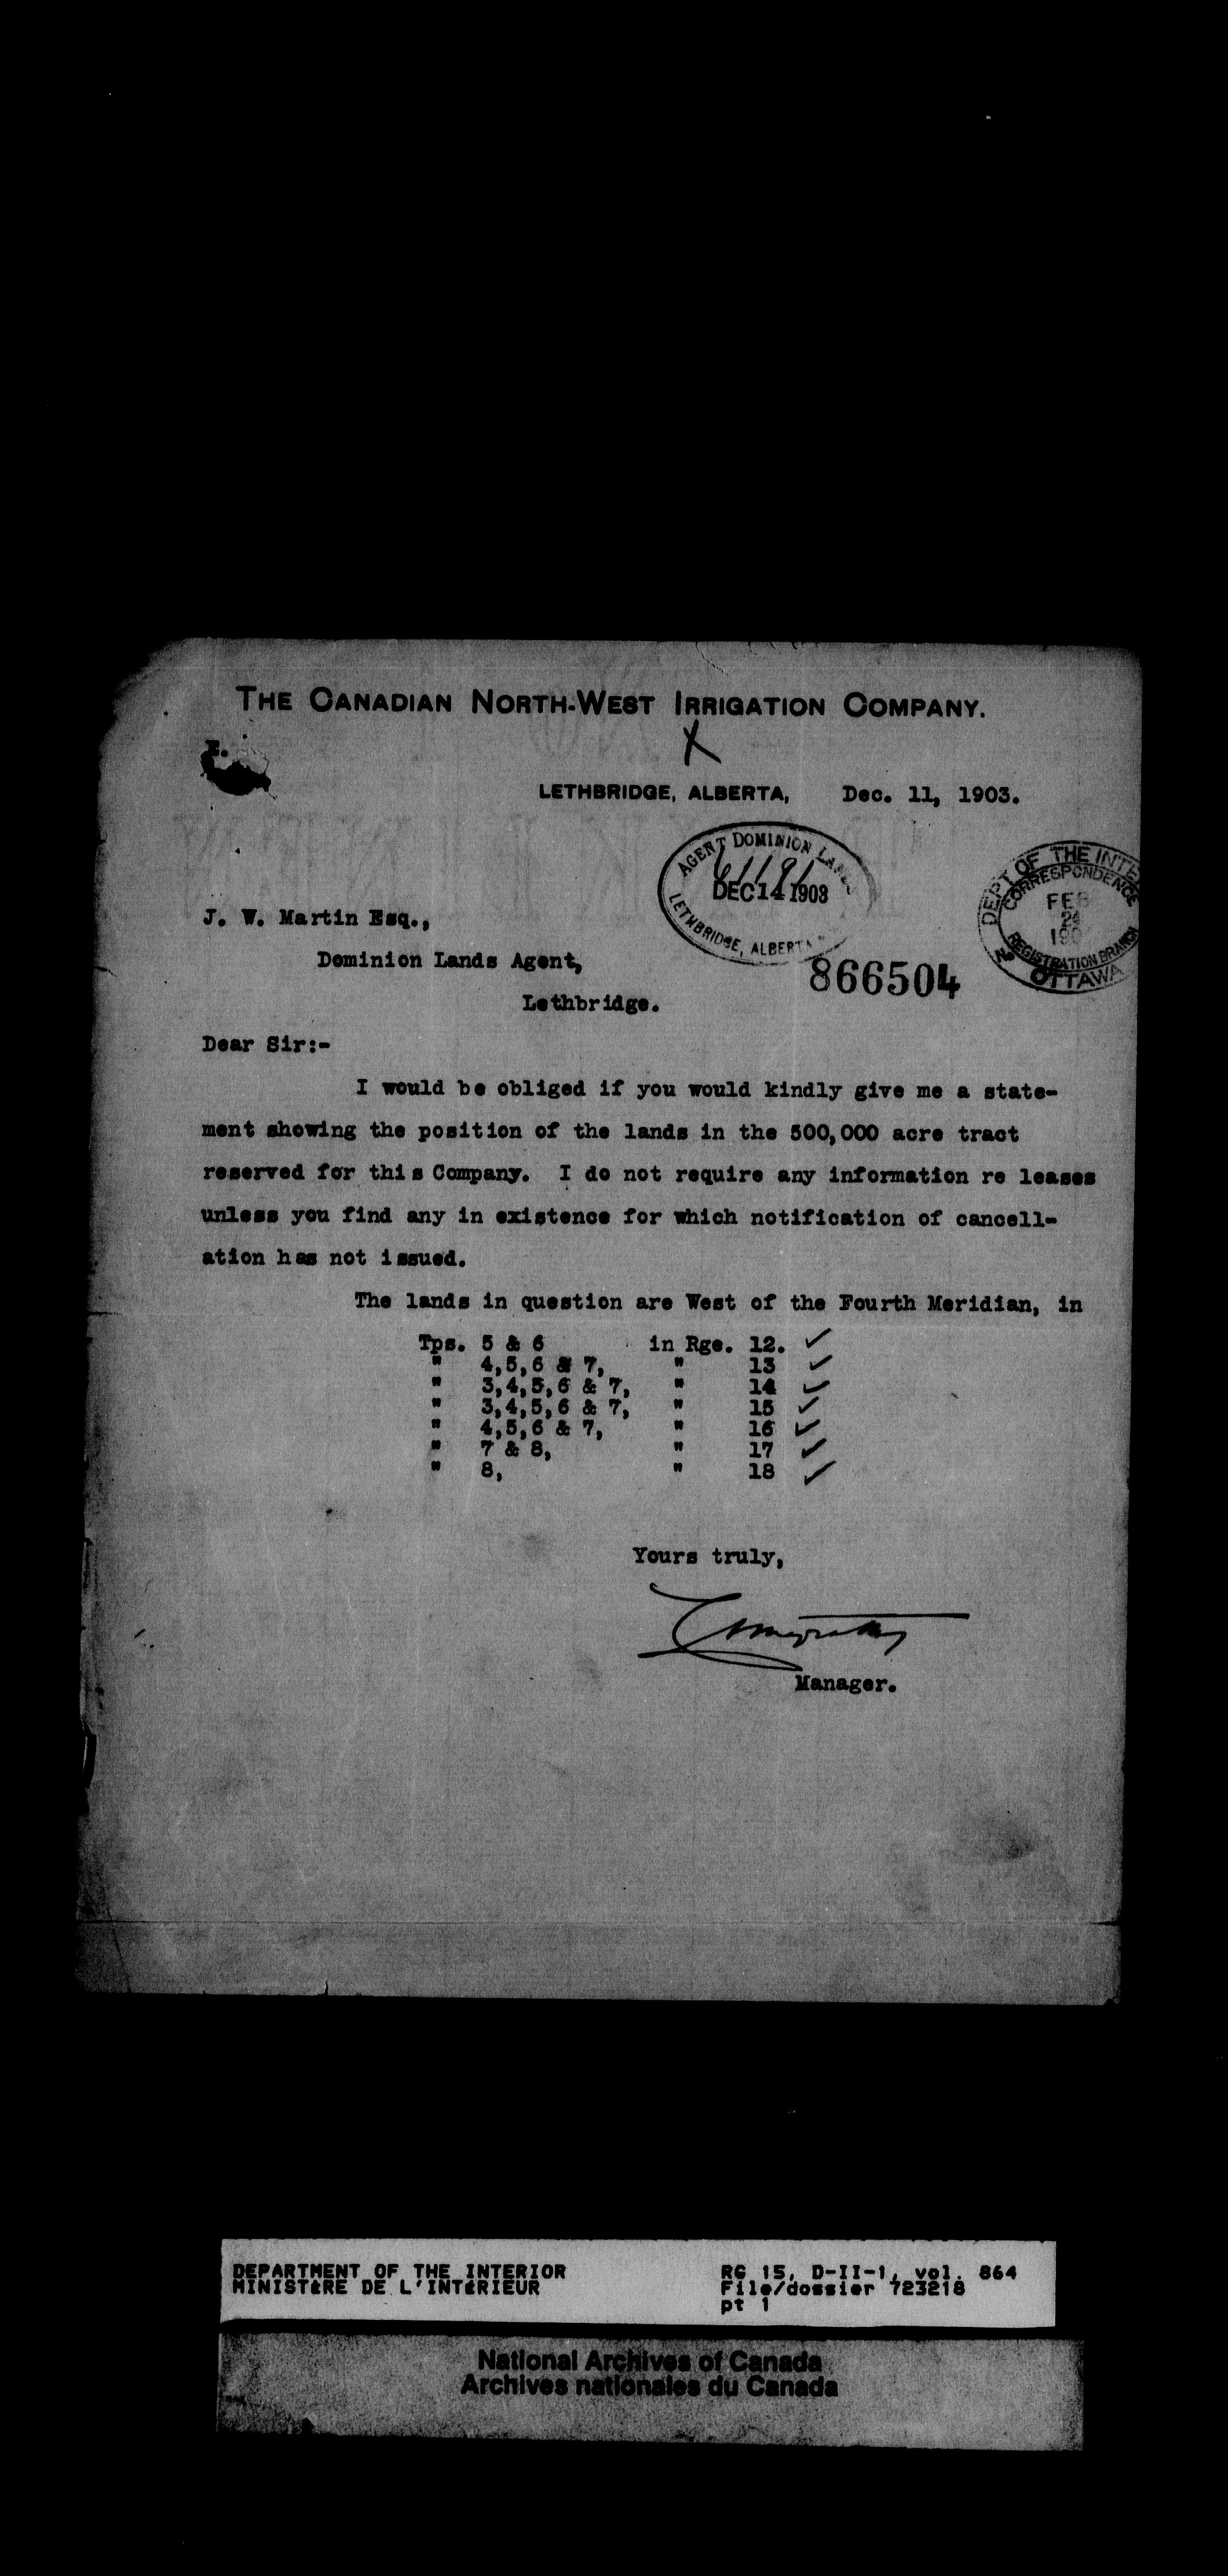 THE CANADIAN NORTH-WEST IRRIGATION COMPANY.
X
LETHBRIDGE, ALBERTA, Dec. 11, 1903.
AGENT DOMINION LANDS
DEC 14 1903
LETHBRIDGE, ALBERTA
DEPT OF THE INTE
CORRESPONDENCE
FEB
24
190
REGISTRATION BRANCH
No
OTTAWA
J. W. Martin Esq.,
Dominion Lands Agent,
866504
Lethbridge.
Dear Sir:-
I would be obliged if you would kindly give me a state-
ment showing the position of the lands in the 500,000 acre tract
reserved for this Company. I do not require any information re leases
unless you find any in existence for which notification of cancell-
ation has not issued.
The lands in question are West of the Fourth Meridian, in
Tps. 5 & 6 in Rge. 12. ✓
" 4,5,6 & 7, " 13 ✓
" 3,4,5,6 & 7, " 14 ✓
" 3,4,5,6 & 7, " 15 ✓
" 4,5,6 & 7, " 16 ✓
" 7 & 8, " 17 ✓
" 8, " 18 ✓
Yours truly,
Manager.
DEPARTMENT OF THE INTERIOR RG 15, D-II-1, vol. 864
MINISTÈRE DE L'INTÉRIEUR File/dossier 723218
pt 1
National Archives of Canada
Archives nationales du Canada